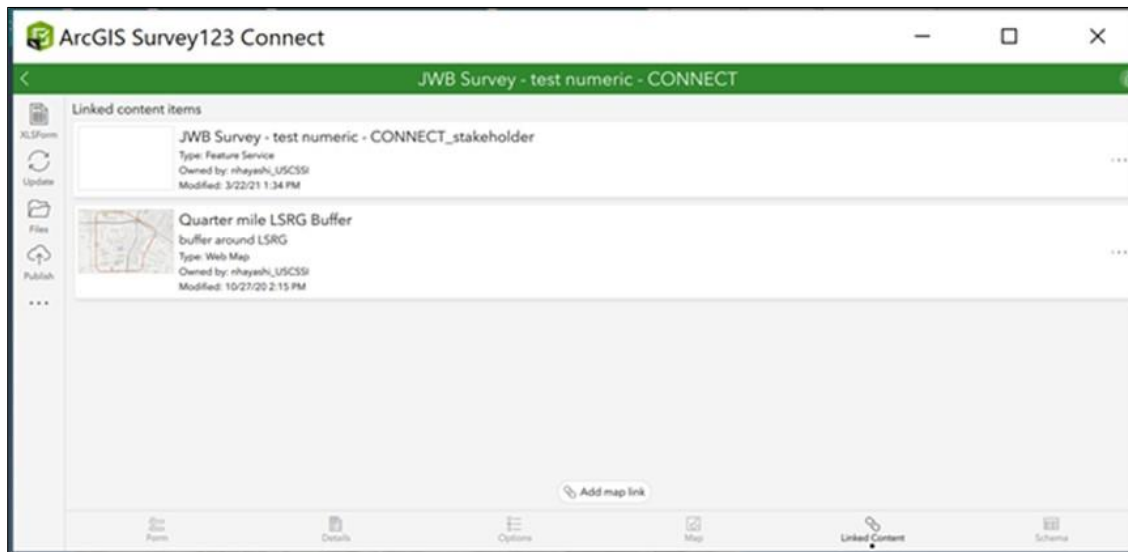 ArcGIS Survey123 Connect
JWB Survey - test numeric - CONNECT
Linked content items
XLSForm
Update
Files
Publish
JWB Survey - test numeric - CONNECT_stakeholder
Type: Feature Service
Owned by: nhayashi_USCSSI
Modified: 3/22/21 1:34 PM
Quarter mile LSRG Buffer
buffer around LSRG
Type: Web Map
Owned by: nhayashi_USCSSI
Modified: 10/27/20 2:15 PM
Add map link
Form
Details
Options
Map
Linked Content
Schema